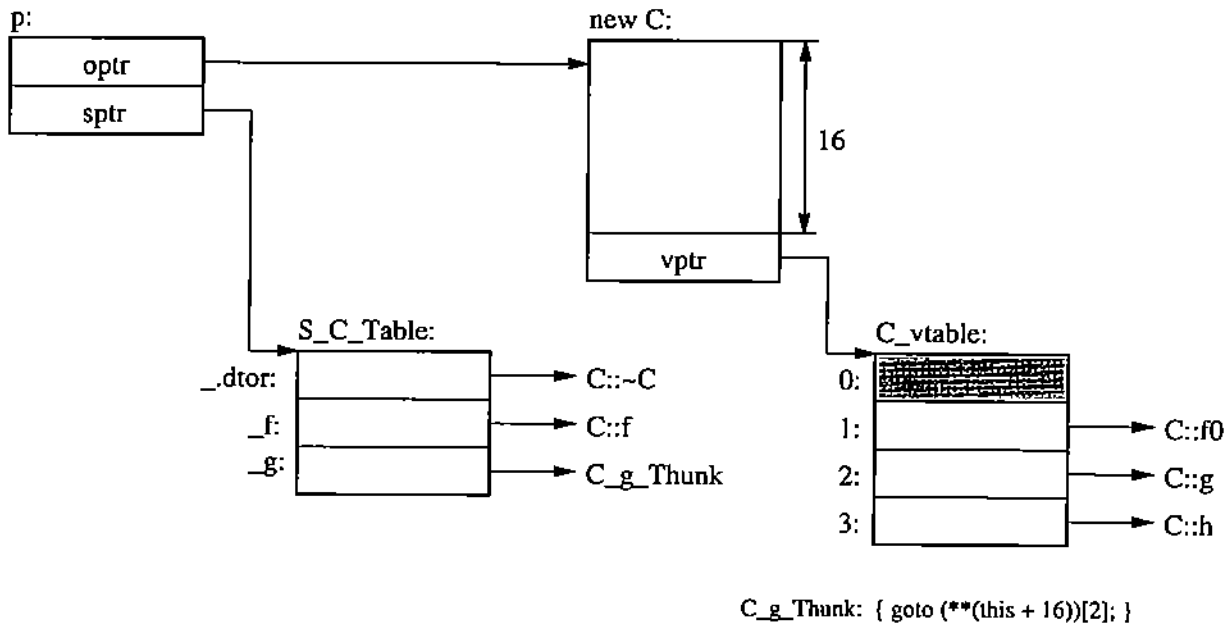 p:
new C:
optr
sptr
16
vptr
S_C_Table:
C_vtable:
_.dtor:
C::~C
0:
_f:
C::f
1:
C::f0
_g:
C_g_Thunk
2:
C::g
3:
C::h
C_g_Thunk: { goto (**(this + 16))[2]; }